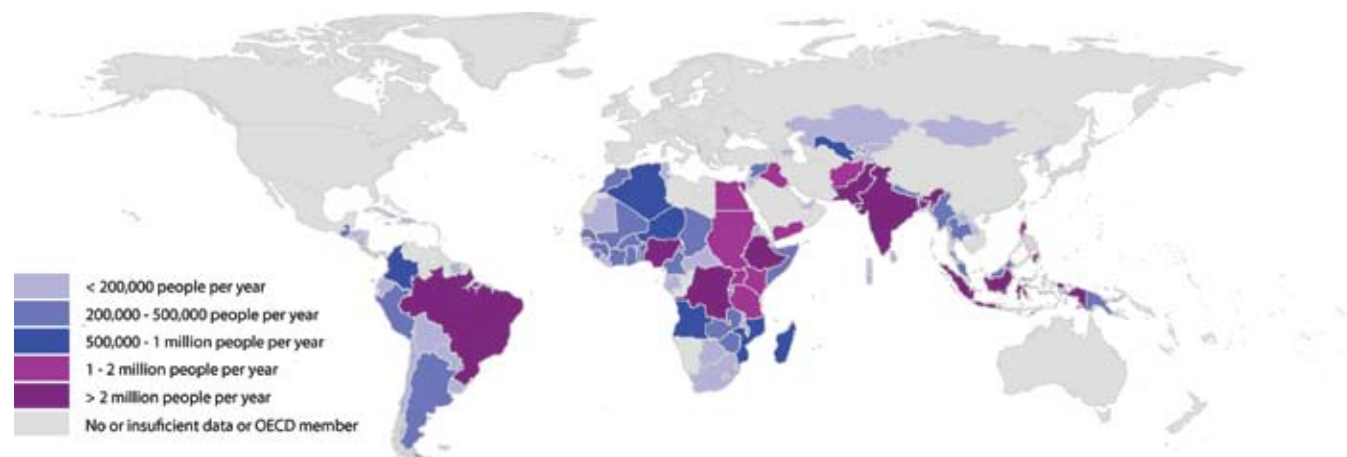 < 200,000 people per year
200,000 - 500,000 people per year
500,000 - 1 million people per year
1 - 2 million people per year
> 2 million people per year
No or insuficient data or OECD member